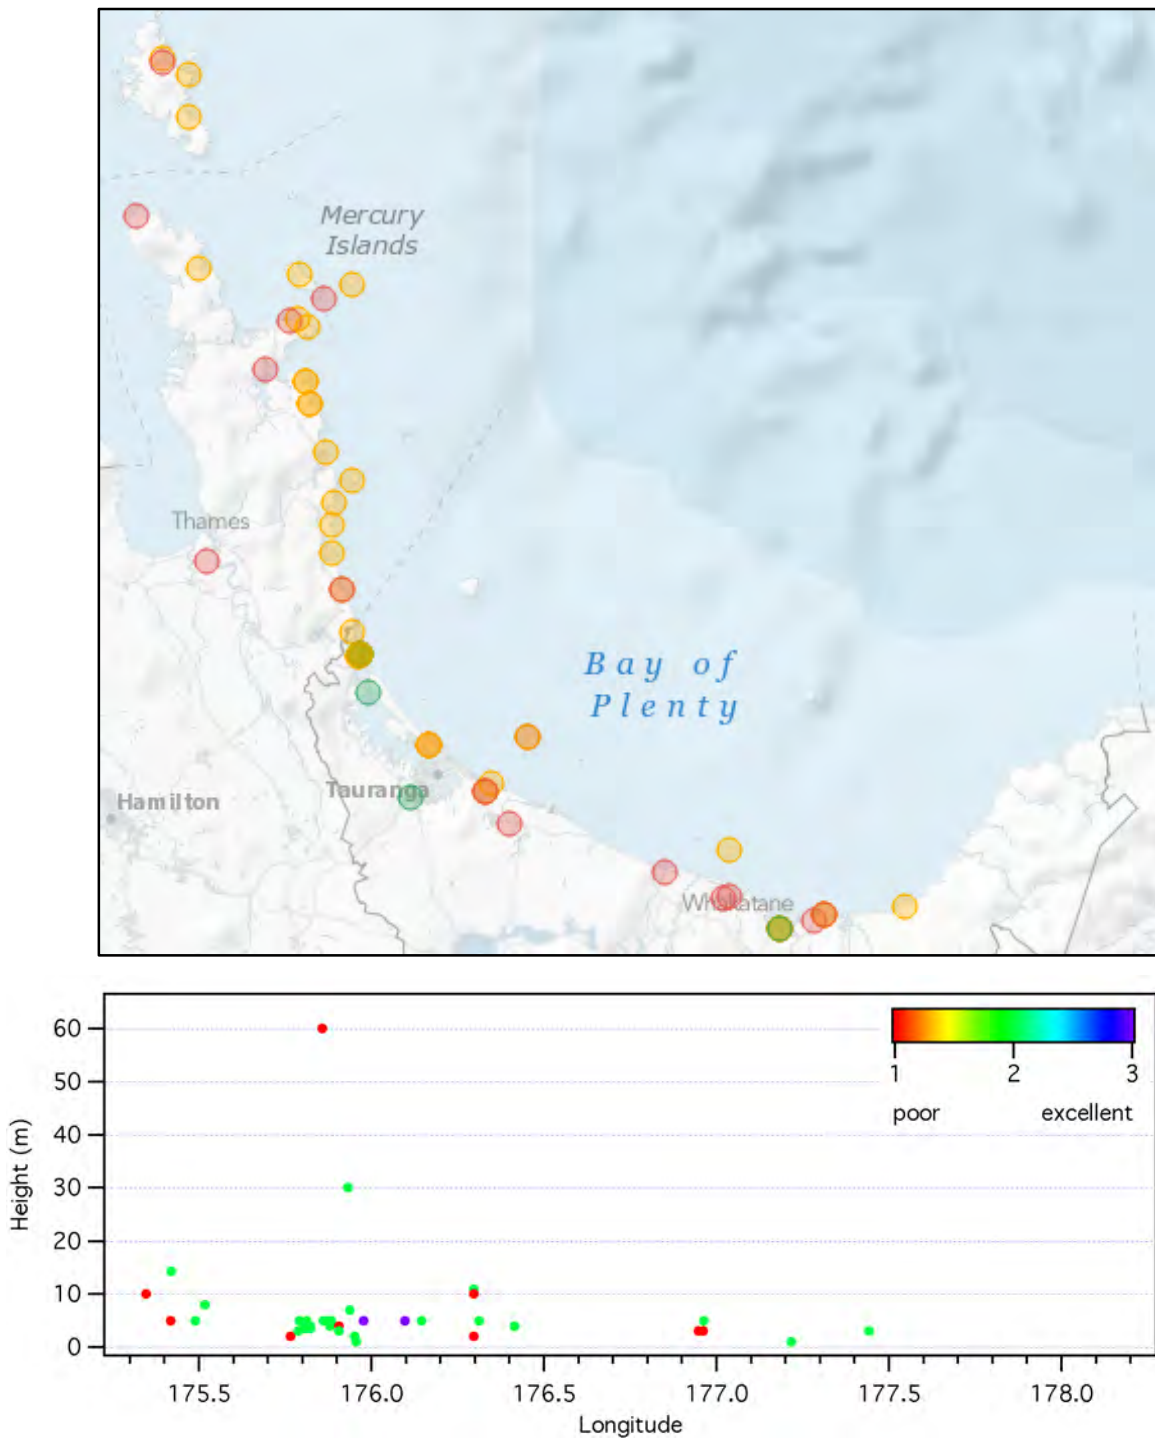 Mercury
Islands
Thames
Bay of
Plenty
Tauranga
Hamilton
Whakatane
60
50
40
30
20
10
0
Height (m)
1 2 3
poor excellent
175.5 176.0 176.5 177.0 177.5 178.0
Longitude